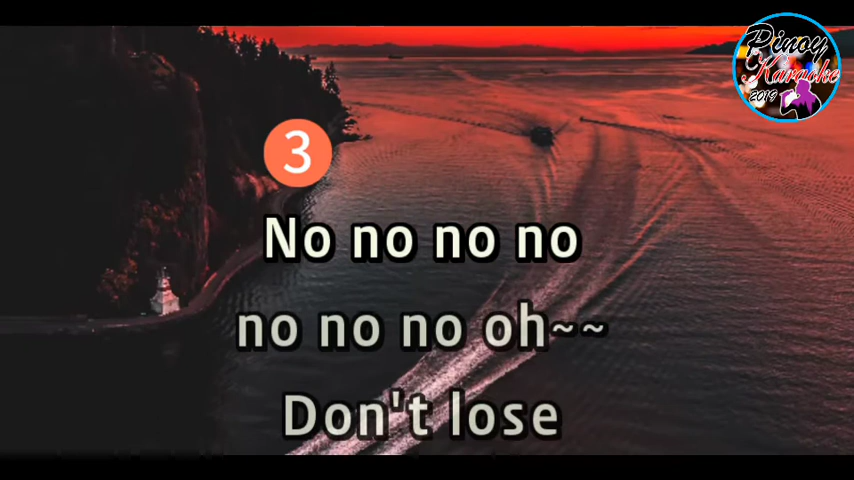 Pinoy
Karaoke
2019
3
No no no no
no no no oh~~
Don't lose